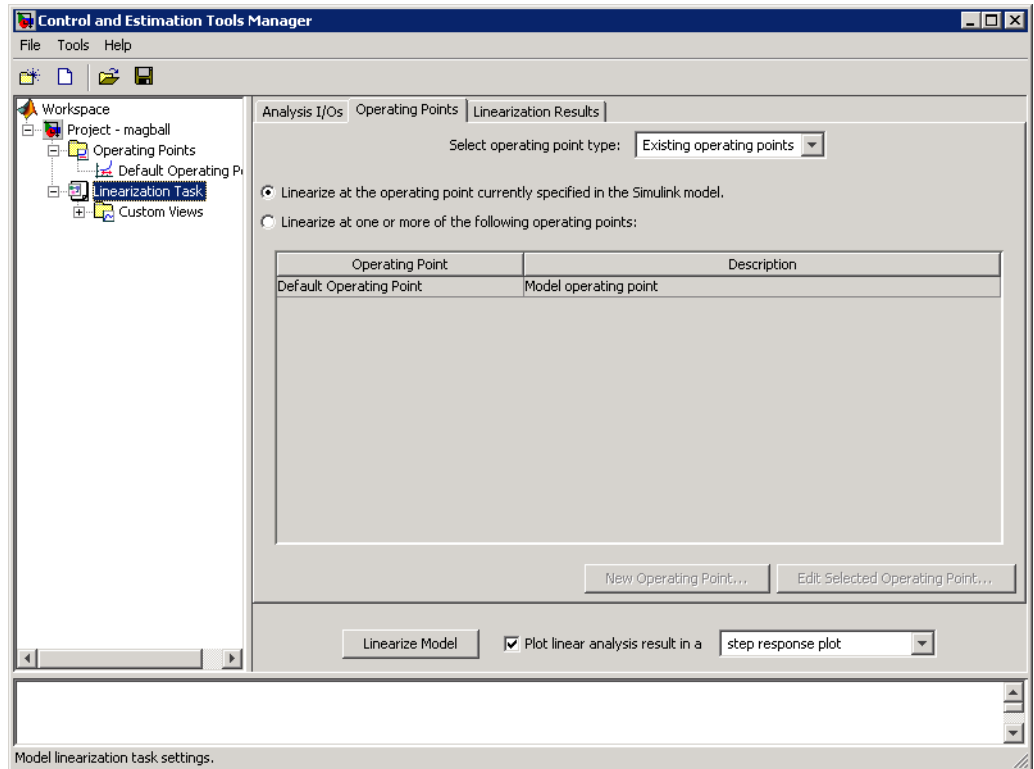 Control and Estimation Tools Manager
File Tools Help
Workspace
Project - magball
Operating Points
Default Operating P
Linearization Task
Custom Views
Analysis I/Os Operating Points Linearization Results
Select operating point type: Existing operating points
Linearize at the operating point currently specified in the Simulink model.
Linearize at one or more of the following operating points:
Operating Point Description
Default Operating Point Model operating point
New Operating Point... Edit Selected Operating Point...
Linearize Model Plot linear analysis result in a step response plot
Model linearization task settings.